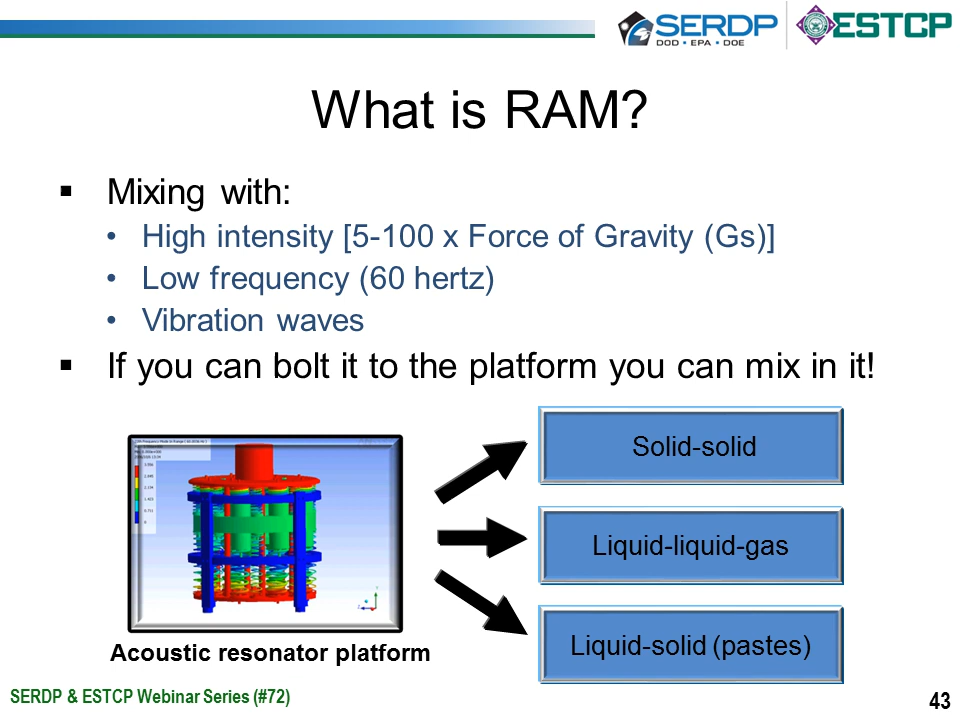 SERDP
DOD • EPA • DOE
ESTCP
What is RAM?
▪ Mixing with:
• High intensity [5-100 x Force of Gravity (Gs)]
• Low frequency (60 hertz)
• Vibration waves
▪ If you can bolt it to the platform you can mix in it!
Solid-solid
Liquid-liquid-gas
Liquid-solid (pastes)
Acoustic resonator platform
SERDP & ESTCP Webinar Series (#72)
43